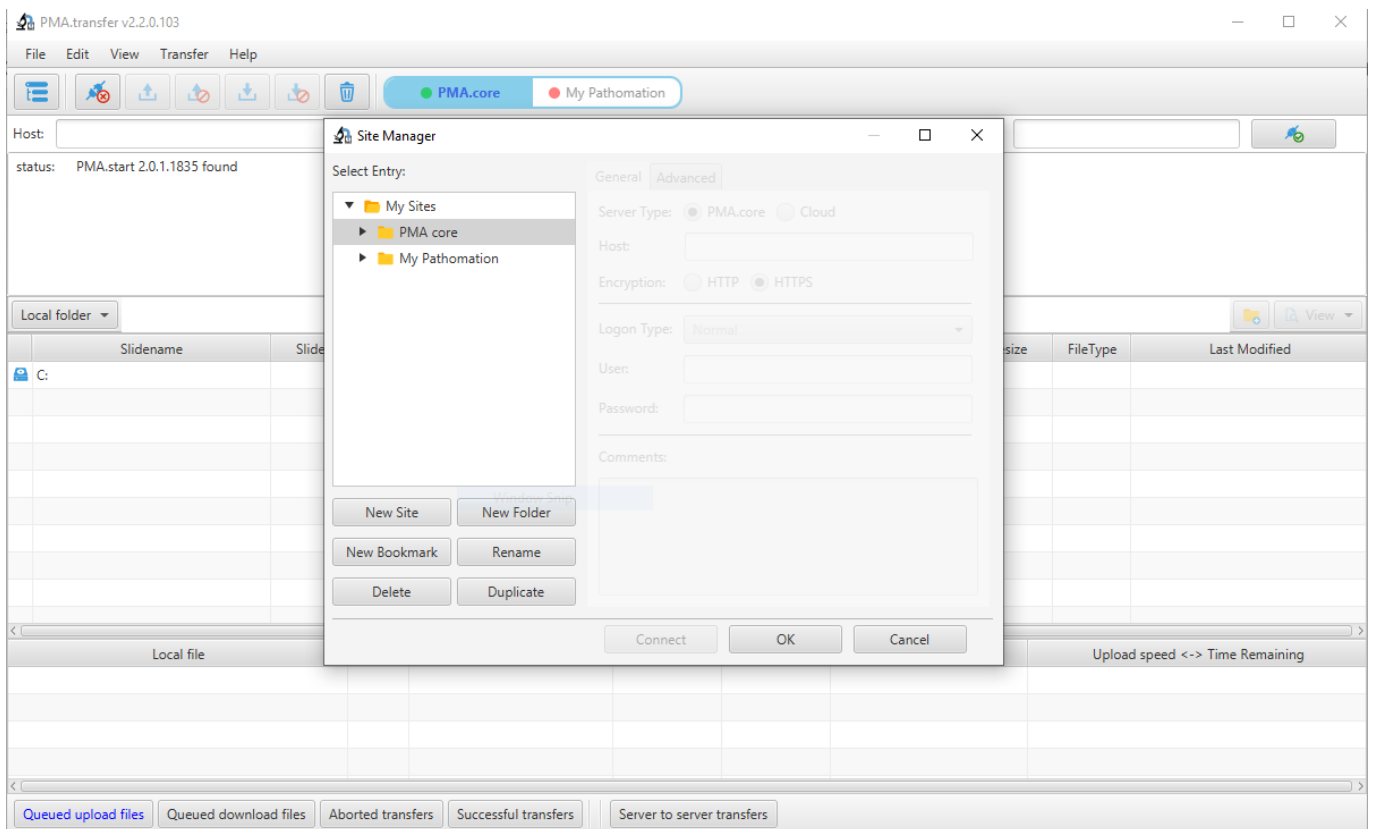 PMA.transfer v2.2.0.103
File Edit View Transfer Help
PMA.core My Pathomation
Host:
Site Manager
status: PMA.start 2.0.1.1835 found
Select Entry:
My Sites
PMA core
My Pathomation
General Advanced
Server Type: PMA.core Cloud
Host:
Encryption: HTTP HTTPS
Logon Type: Normal
User:
Password:
Comments:
Window Snip
New Site New Folder
New Bookmark Rename
Delete Duplicate
Connect OK Cancel
Local folder View
Slidename Slide size FileType Last Modified
C:
Local file Upload speed <-> Time Remaining
Queued upload files Queued download files Aborted transfers Successful transfers Server to server transfers